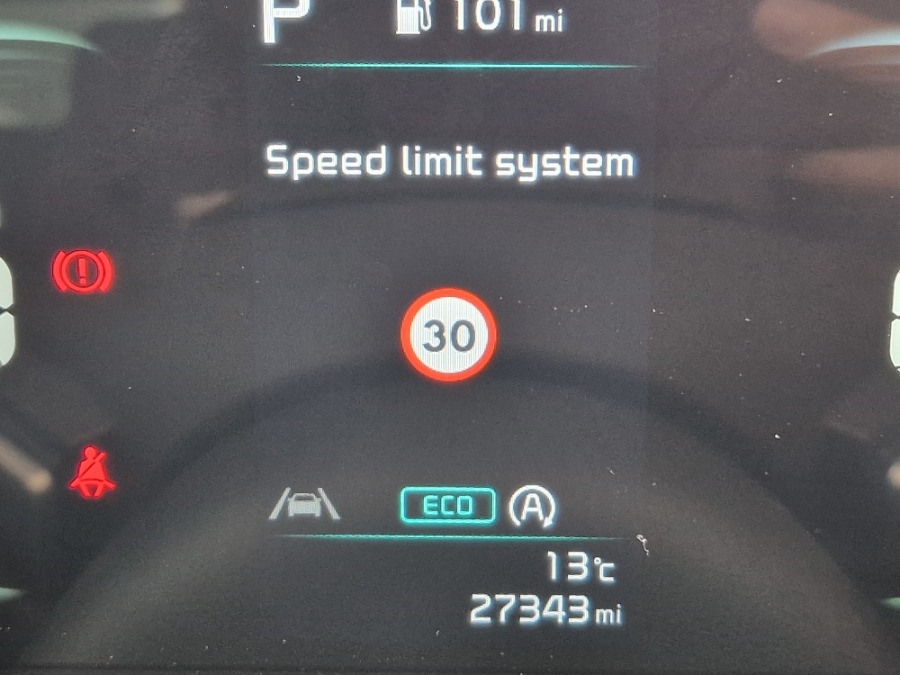 P 101 mi
Speed limit system
30
ECO A
13°C
27343 mi